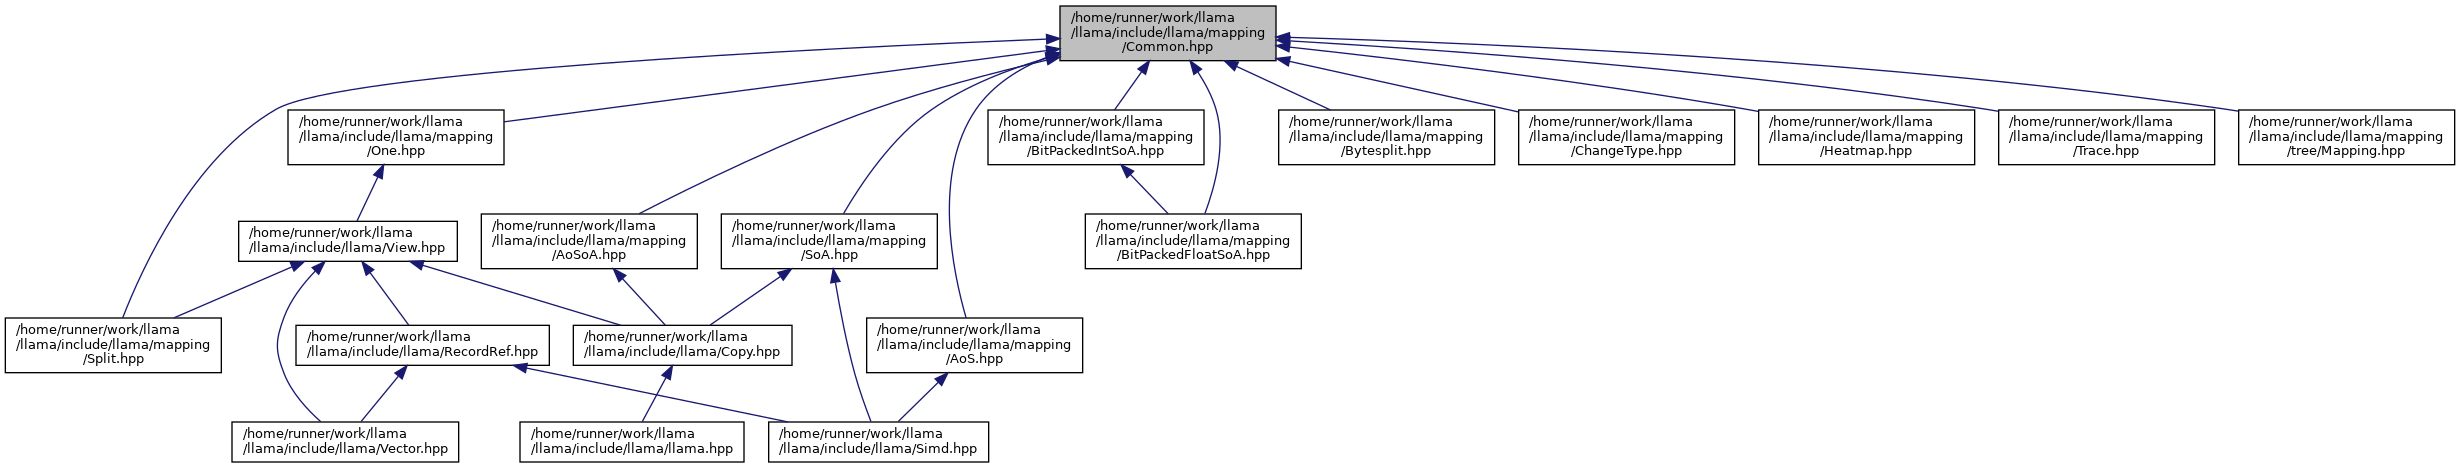 /home/runner/work/llama
/llama/include/llama/mapping
/Common.hpp
/home/runner/work/llama
/llama/include/llama/mapping
/One.hpp
/home/runner/work/llama
/llama/include/llama/mapping
/BitPackedIntSoA.hpp
/home/runner/work/llama
/llama/include/llama/mapping
/Bytesplit.hpp
/home/runner/work/llama
/llama/include/llama/mapping
/ChangeType.hpp
/home/runner/work/llama
/llama/include/llama/mapping
/Heatmap.hpp
/home/runner/work/llama
/llama/include/llama/mapping
/Trace.hpp
/home/runner/work/llama
/llama/include/llama/mapping
/tree/Mapping.hpp
/home/runner/work/llama
/llama/include/llama/View.hpp
/home/runner/work/llama
/llama/include/llama/mapping
/AoSoA.hpp
/home/runner/work/llama
/llama/include/llama/mapping
/SoA.hpp
/home/runner/work/llama
/llama/include/llama/mapping
/BitPackedFloatSoA.hpp
/home/runner/work/llama
/llama/include/llama/mapping
/Split.hpp
/home/runner/work/llama
/llama/include/llama/RecordRef.hpp
/home/runner/work/llama
/llama/include/llama/Copy.hpp
/home/runner/work/llama
/llama/include/llama/mapping
/AoS.hpp
/home/runner/work/llama
/llama/include/llama/Vector.hpp
/home/runner/work/llama
/llama/include/llama/llama.hpp
/home/runner/work/llama
/llama/include/llama/Simd.hpp